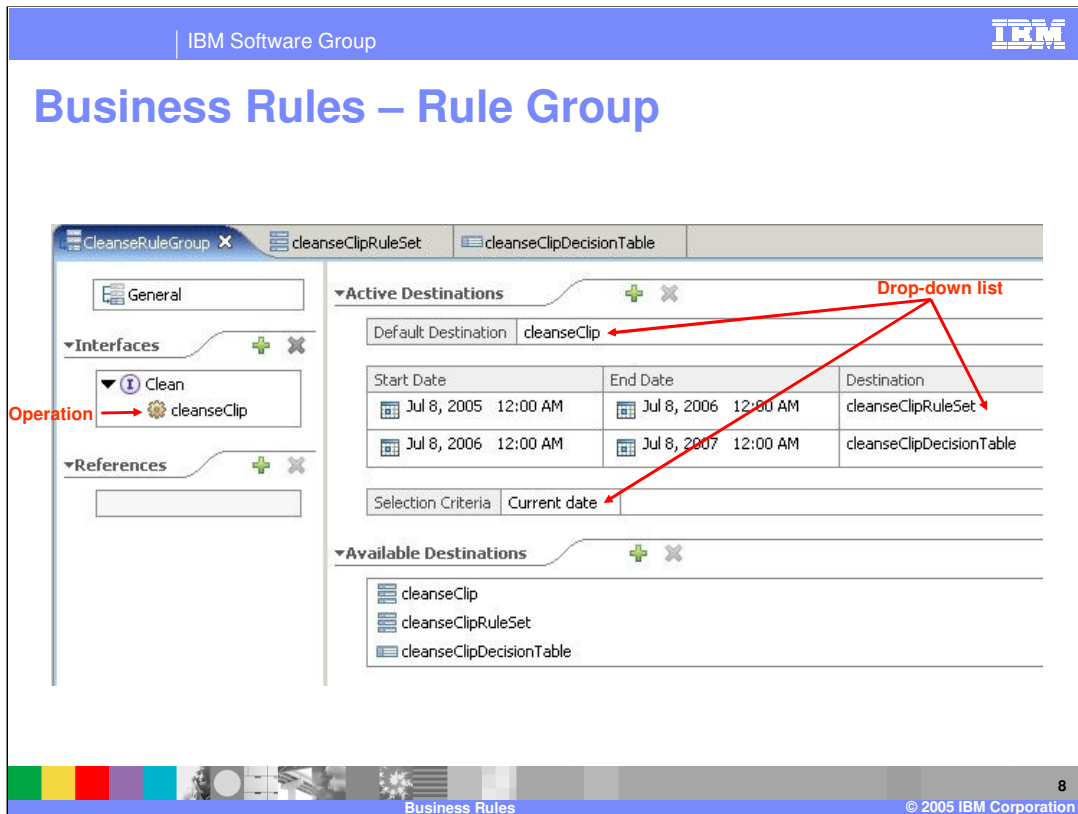 IBM Software Group
IBM
Business Rules – Rule Group
CleanseRuleGroup
cleanseClipRuleSet
cleanseClipDecisionTable
General
Interfaces
Clean
Operation
cleanseClip
References
Active Destinations
Drop-down list
Default Destination cleanseClip
Start Date End Date Destination
Jul 8, 2005 12:00 AM Jul 8, 2006 12:00 AM cleanseClipRuleSet
Jul 8, 2006 12:00 AM Jul 8, 2007 12:00 AM cleanseClipDecisionTable
Selection Criteria Current date
Available Destinations
cleanseClip
cleanseClipRuleSet
cleanseClipDecisionTable
8
Business Rules
© 2005 IBM Corporation